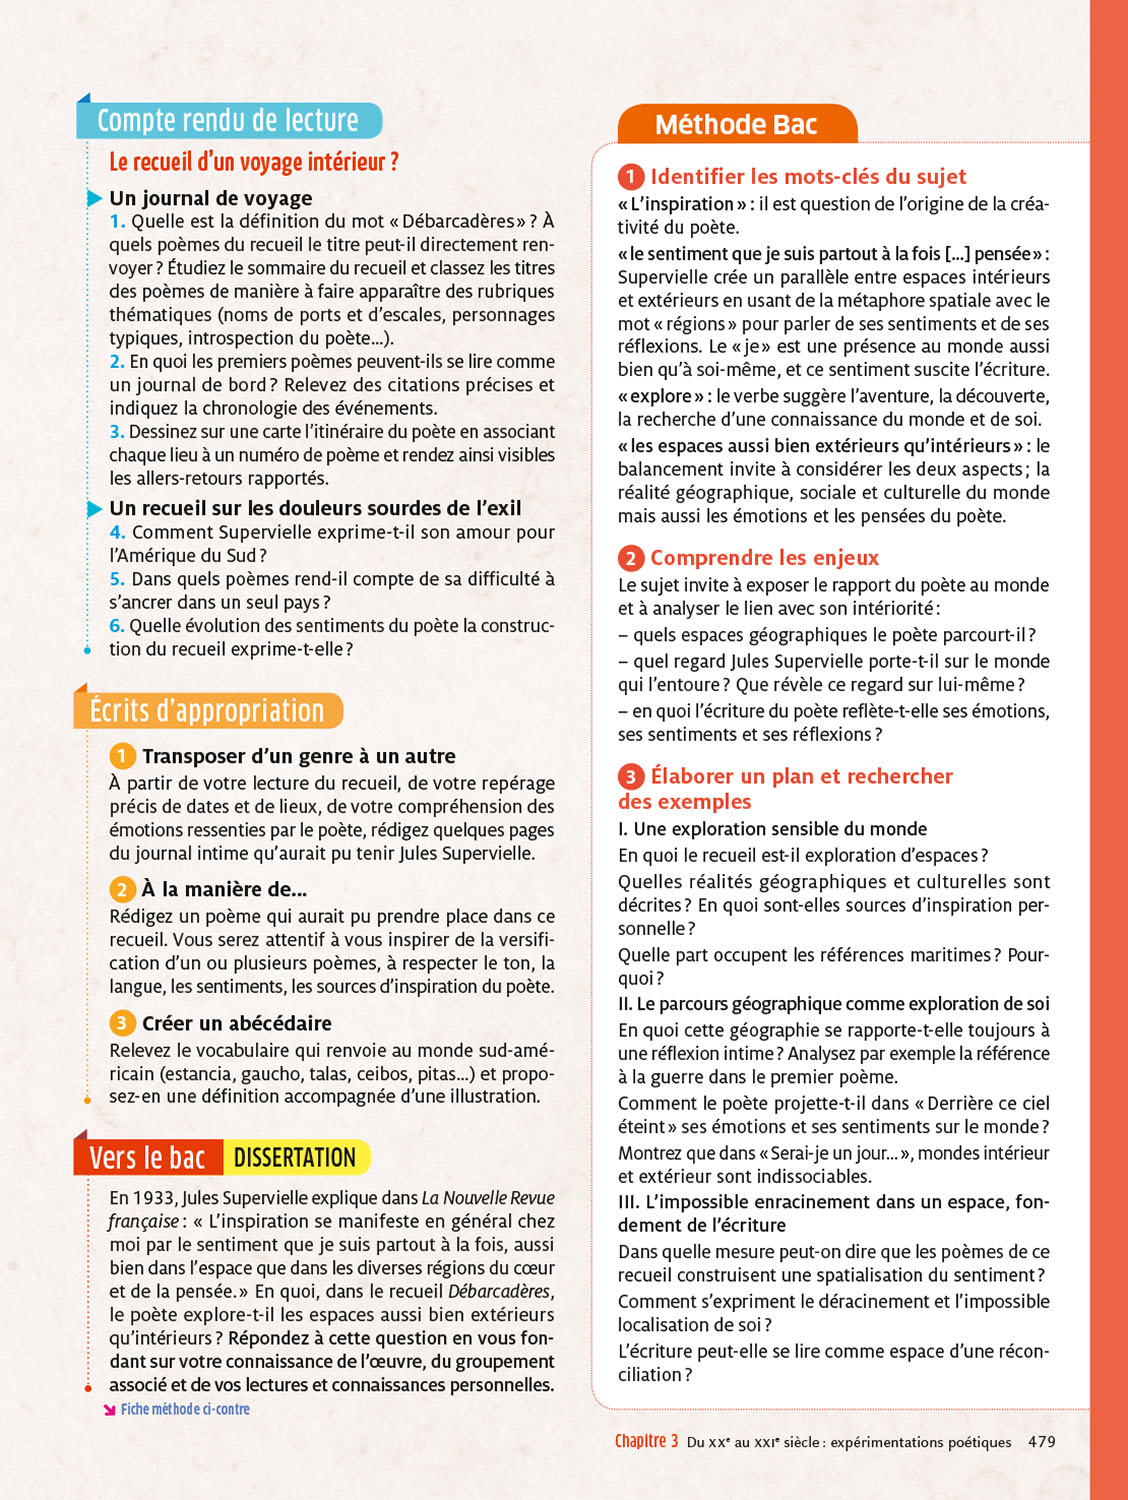 Compte rendu de lecture
Le recueil d'un voyage intérieur ?
Un journal de voyage
1. Quelle est la définition du mot « Débarcadères » ? À
quels poèmes du recueil le titre peut-il directement ren-
voyer ? Étudiez le sommaire du recueil et classez les titres
des poèmes de manière à faire apparaître des rubriques
thématiques (noms de ports et d'escales, personnages
typiques, introspection du poète...).
2. En quoi les premiers poèmes peuvent-ils se lire comme
un journal de bord ? Relevez des citations précises et
indiquez la chronologie des événements.
3. Dessinez sur une carte l'itinéraire du poète en associant
chaque lieu à un numéro de poème et rendez ainsi visibles
les allers-retours rapportés.
Un recueil sur les douleurs sourdes de l'exil
4. Comment Supervielle exprime-t-il son amour pour
l'Amérique du Sud ?
5. Dans quels poèmes rend-il compte de sa difficulté à
s'ancrer dans un seul pays ?
6. Quelle évolution des sentiments du poète la construc-
tion du recueil exprime-t-elle ?
Écrits d'appropriation
1 Transposer d'un genre à un autre
À partir de votre lecture du recueil, de votre repérage
précis de dates et de lieux, de votre compréhension des
émotions ressenties par le poète, rédigez quelques pages
du journal intime qu'aurait pu tenir Jules Supervielle.
2 À la manière de...
Rédigez un poème qui aurait pu prendre place dans ce
recueil. Vous serez attentif à vous inspirer de la versifi-
cation d'un ou plusieurs poèmes, à respecter le ton, la
langue, les sentiments, les sources d'inspiration du poète.
3 Créer un abécédaire
Relevez le vocabulaire qui renvoie au monde sud-amé-
ricain (estancia, gaucho, talas, ceibos, pitas...) et propo-
sez-en une définition accompagnée d'une illustration.
Vers le bac DISSERTATION
En 1933, Jules Supervielle explique dans La Nouvelle Revue
française : « L'inspiration se manifeste en général chez
moi par le sentiment que je suis partout à la fois, aussi
bien dans l'espace que dans les diverses régions du cœur
et de la pensée. » En quoi, dans le recueil Débarcadères,
le poète explore-t-il les espaces aussi bien extérieurs
qu'intérieurs ? Répondez à cette question en vous fon-
dant sur votre connaissance de l'œuvre, du groupement
associé et de vos lectures et connaissances personnelles.
Fiche méthode ci-contre
Méthode Bac
1 Identifier les mots-clés du sujet
« L'inspiration » : il est question de l'origine de la créa-
tivité du poète.
« le sentiment que je suis partout à la fois [...] pensée » :
Supervielle crée un parallèle entre espaces intérieurs
et extérieurs en usant de la métaphore spatiale avec le
mot « régions » pour parler de ses sentiments et de ses
réflexions. Le « je » est une présence au monde aussi
bien qu'à soi-même, et ce sentiment suscite l'écriture.
« explore » : le verbe suggère l'aventure, la découverte,
la recherche d'une connaissance du monde et de soi.
« les espaces aussi bien extérieurs qu'intérieurs » : le
balancement invite à considérer les deux aspects ; la
réalité géographique, sociale et culturelle du monde
mais aussi les émotions et les pensées du poète.
2 Comprendre les enjeux
Le sujet invite à exposer le rapport du poète au monde
et à analyser le lien avec son intériorité :
– quels espaces géographiques le poète parcourt-il ?
– quel regard Jules Supervielle porte-t-il sur le monde
qui l'entoure ? Que révèle ce regard sur lui-même ?
– en quoi l'écriture du poète reflète-t-elle ses émotions,
ses sentiments et ses réflexions ?
3 Élaborer un plan et rechercher
des exemples
I. Une exploration sensible du monde
En quoi le recueil est-il exploration d'espaces ?
Quelles réalités géographiques et culturelles sont
décrites ? En quoi sont-elles sources d'inspiration per-
sonnelle ?
Quelle part occupent les références maritimes ? Pour-
quoi ?
II. Le parcours géographique comme exploration de soi
En quoi cette géographie se rapporte-t-elle toujours à
une réflexion intime ? Analysez par exemple la référence
à la guerre dans le premier poème.
Comment le poète projette-t-il dans « Derrière ce ciel
éteint » ses émotions et ses sentiments sur le monde ?
Montrez que dans « Serai-je un jour... », mondes intérieur
et extérieur sont indissociables.
III. L'impossible enracinement dans un espace, fon-
dement de l'écriture
Dans quelle mesure peut-on dire que les poèmes de ce
recueil construisent une spatialisation du sentiment ?
Comment s'expriment le déracinement et l'impossible
localisation de soi ?
L'écriture peut-elle se lire comme espace d'une récon-
ciliation ?
Chapitre 3 Du XXe au XXIe siècle : expérimentations poétiques 479